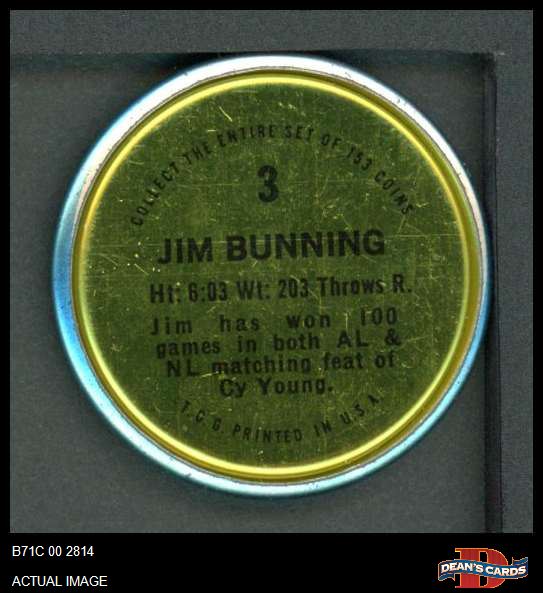 COLLECT THE ENTIRE SET OF 153 COINS
3
JIM BUNNING
Ht: 6:03 Wt: 203 Throws R.
Jim has won 100
games in both AL &
NL matching feat of
Cy Young.
T.C.G. PRINTED IN U.S.A.
B71C 00 2814
ACTUAL IMAGE
DEAN'S CARDS